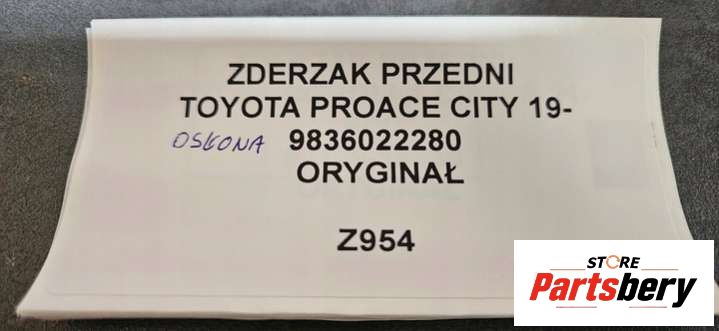 ZDERZAK PRZEDNI
TOYOTA PROACE CITY 19-
OSŁONA 9836022280
ORYGINAŁ
Z954
STORE
Partsbery